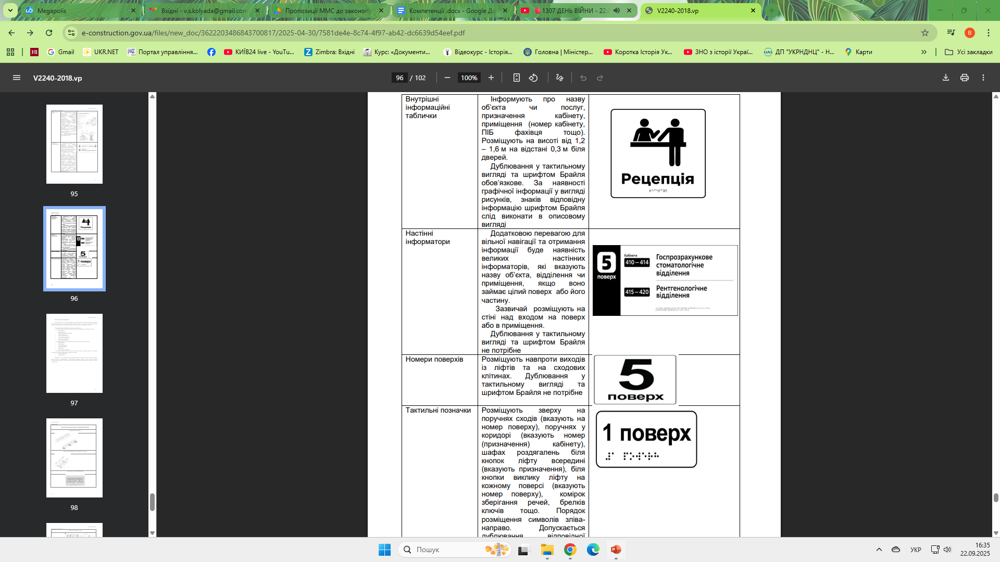 Megapolis
Вхідні - v.s.kolyada@gmail.com
Пропозиції ММС до законопр
Компетенції .docx - Google До
1307 ДЕНЬ ВІЙНИ - 22.0
V2240-2018.vp
e-construction.gov.ua/files/new_doc/3622203486843700817/2025-04-30/7581de4e-8c74-4f97-ab42-dc6639d54eef.pdf
В
УП
Gmail
UKR.NET
Портал управління...
КИЇВ24 live - YouTu...
Zimbra: Вхідні
Курс: «Документи...
Відеокурс - Історія...
Головна | Міністер...
Коротка Історія Ук...
ЗНО з історії Украї...
UAS
ДП "УКРНДНЦ" - Н...
Карти
Усі закладки
V2240-2018.vp
96 / 102
100%
95
96
97
98
Внутрішні
інформаційні
таблички
Інформують про назву
об’єкта чи послуг,
призначення кабінету,
приміщення (номер кабінету,
ПІБ фахівця тощо).
Розміщують на висоті від 1,2
– 1,6 м на відстані 0,3 м біля
дверей.
Дублювання у тактильному
вигляді та шрифтом Брайля
обов’язкове. За наявності
графічної інформації у вигляді
рисунків, знаків відповідну
інформацію шрифтом Брайля
слід виконати в описовому
вигляді
Рецепція
Настінні
інформатори
Додатковою перевагою для
вільної навігації та отримання
інформації буде наявність
великих настінних
інформаторів, які вказують
назву об’єкта, відділення чи
приміщення, якщо воно
займає цілий поверх або його
частину.
Зазвичай розміщують на
стіні над входом на поверх
або в приміщення.
Дублювання у тактильному
вигляді та шрифтом Брайля
не потрібне
5
поверх
Кабінети
410 — 414
Госпрозрахункове
стоматологічне
відділення
415 — 420
Рентгенологічне
відділення
Номери поверхів
Розміщують навпроти виходів
із ліфтів та на сходових
клітинах. Дублювання у
тактильному вигляді та
шрифтом Брайля не потрібне
5
поверх
Тактильні позначки
Розміщують зверху на
поручнях сходів (вказують на
номер поверху), поручнях у
коридорі (вказують номер
(призначення) кабінету),
шафах роздягалень біля
кнопок ліфту всередині
(вказують призначення), біля
кнопки виклику ліфту на
кожному поверсі (вказують
номер поверху), комірок
зберігання речей, брелків
ключів тощо. Порядок
розміщення символів зліва-
направо. Допускається
дублювання відповідної
1 поверх
Пошук
УКР
16:35
22.09.2025